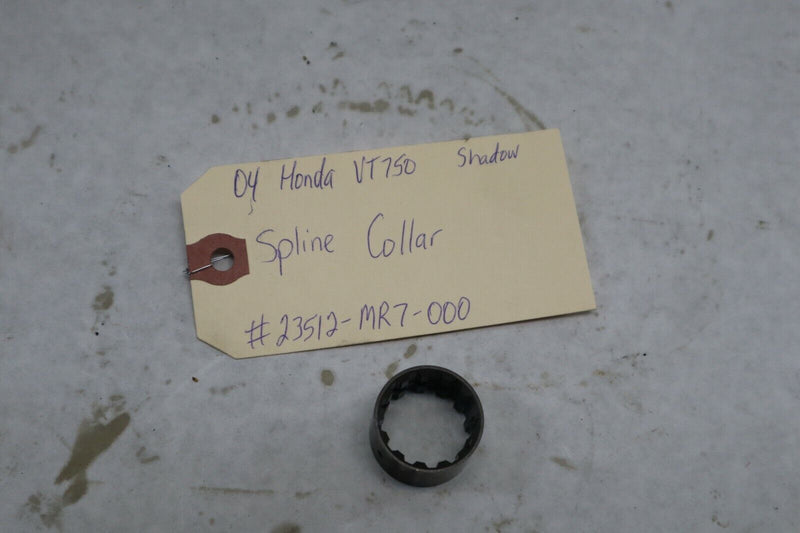 04 Honda VT750 Shadow
Spline Collar
#23512-MR7-000